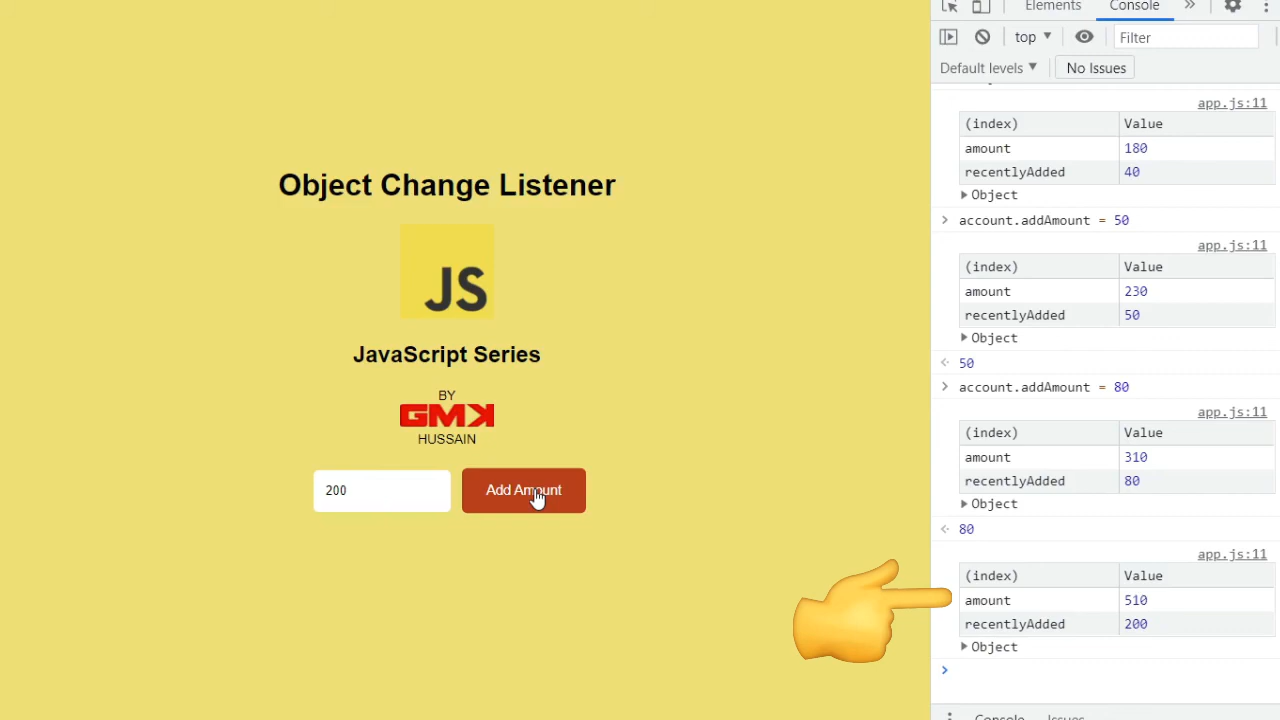 Object Change Listener
JS
JavaScript Series
BY
GMK
HUSSAIN
200
Add Amount
Elements
Console
»
top ▼
Filter
Default levels ▼
No Issues
app.js:11
(index) Value
amount 180
recentlyAdded 40
▶ Object
> account.addAmount = 50
app.js:11
(index) Value
amount 230
recentlyAdded 50
▶ Object
50
> account.addAmount = 80
app.js:11
(index) Value
amount 310
recentlyAdded 80
▶ Object
80
app.js:11
(index) Value
amount 510
recentlyAdded 200
▶ Object
>
Console
Issues